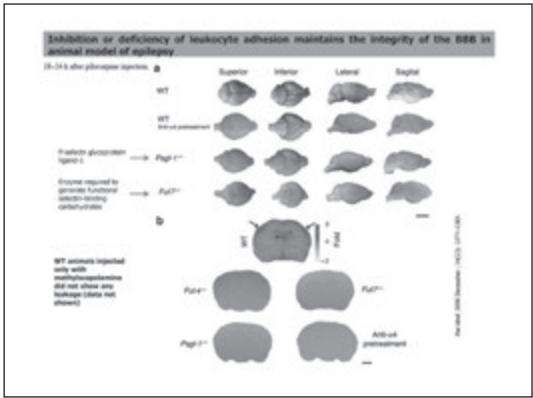 Inhibition or deficiency of leukocyte adhesion maintains the integrity of the BBB in
animal model of epilepsy
18-24 h after pilocarpine injection.
a
Superior Inferior Lateral Sagital
WT
WT
Anti-α4 pretreatment
P-selectin glycoprotein
ligand-1
Psgl-1-/-
Enzyme required by
generate functional
selectin-binding
carbohydrates
Fut7-/-
b
WT
Fold
WT animals injected
only with
methylscopolamine
did not show any
leakage (data not
shown)
Fut4-/-
Fut7-/-
Psgl-1-/-
Anti-α4
pretreatment